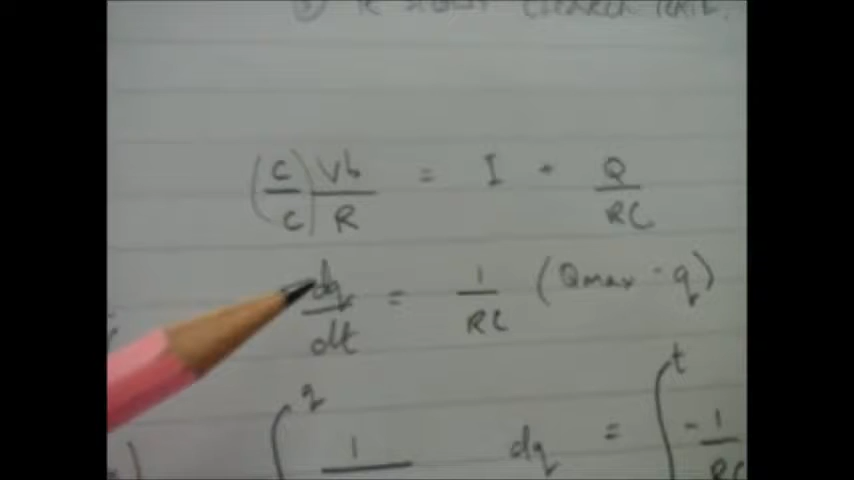 (C/C) Vb/R = I + Q/RC
dq/dt = 1/RC (Qmax - q)
∫ q 1 dq = ∫ t - 1/RC